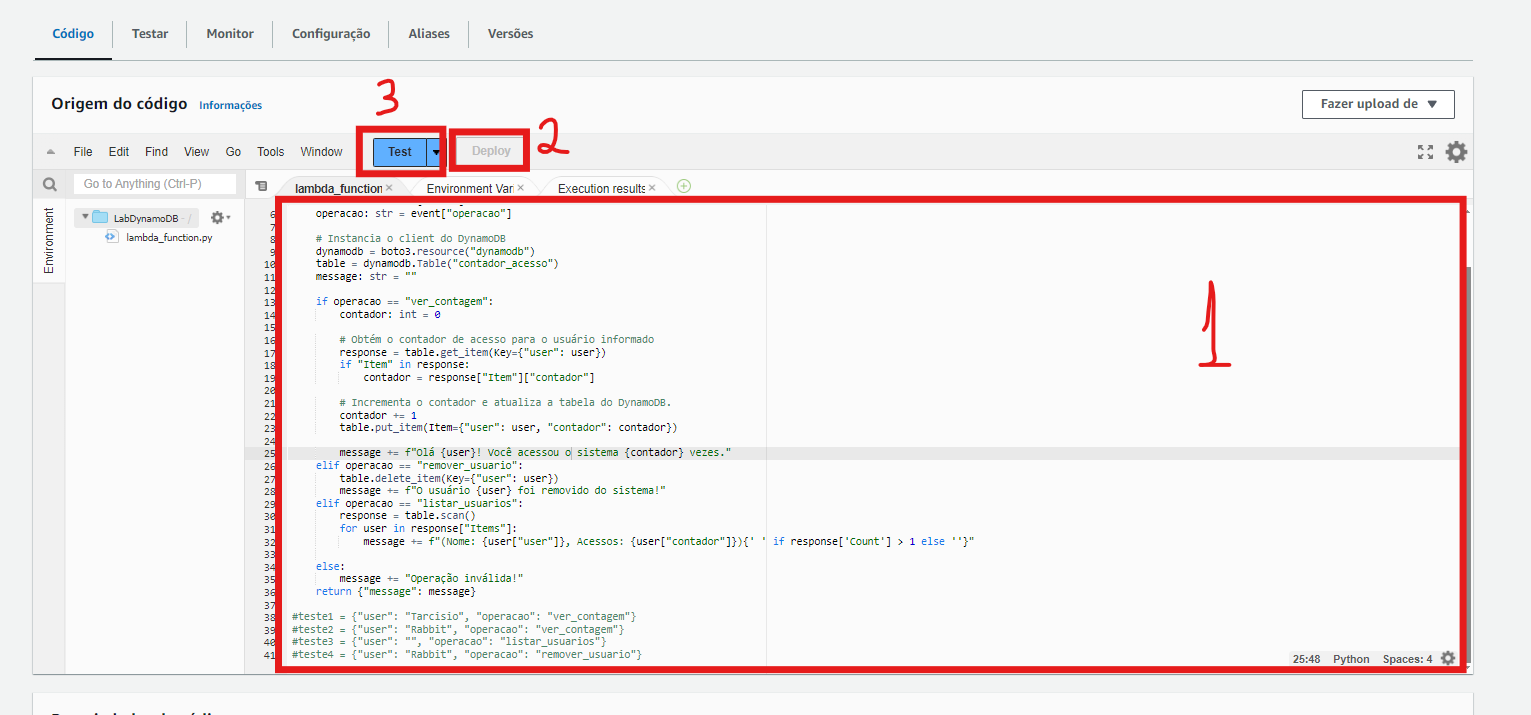 Código Testar Monitor Configuração Aliases Versões
Origem do código Informações
3
Fazer upload de
2
File Edit Find View Go Tools Window Test Deploy
Go to Anything (Ctrl-P)
lambda_function Environment Vari Execution results
Environment
LabDynamoDB - /
lambda_function.py
6 operacao: str = event["operacao"]
7
8 # Instancia o client do DynamoDB
9 dynamodb = boto3.resource("dynamodb")
10 table = dynamodb.Table("contador_acesso")
11 message: str = ""
12
13 if operacao == "ver_contagem":
14 contador: int = 0
15
16 # Obtém o contador de acesso para o usuário informado
17 response = table.get_item(Key={"user": user})
18 if "Item" in response:
19 contador = response["Item"]["contador"]
20
21 # Incrementa o contador e atualiza a tabela do DynamoDB.
22 contador += 1
23 table.put_item(Item={"user": user, "contador": contador})
24
25 message += f"Olá {user}! Você acessou o sistema {contador} vezes."
26 elif operacao == "remover_usuario":
27 table.delete_item(Key={"user": user})
28 message += f"O usuário {user} foi removido do sistema!"
29 elif operacao == "listar_usuarios":
30 response = table.scan()
31 for user in response["Items"]:
32 message += f"(Nome: {user["user"]}, Acessos: {user["contador"]}){' ' if response['Count'] > 1 else ''}"
33
34 else:
35 message += "Operação inválida!"
36 return {"message": message}
37
38 #teste1 = {"user": "Tarcisio", "operacao": "ver_contagem"}
39 #teste2 = {"user": "Rabbit", "operacao": "ver_contagem"}
40 #teste3 = {"user": "", "operacao": "listar_usuarios"}
41 #teste4 = {"user": "Rabbit", "operacao": "remover_usuario"}
1
25:48 Python Spaces: 4